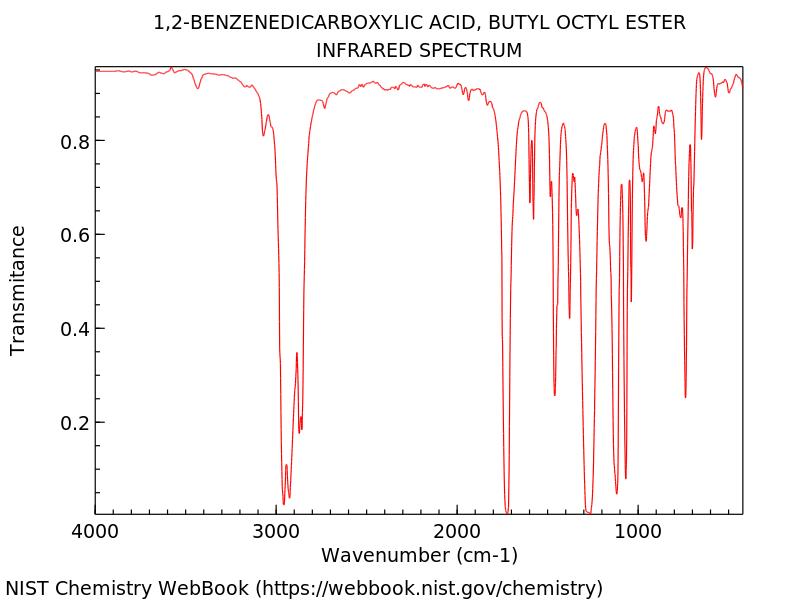 1,2-BENZENEDICARBOXYLIC ACID, BUTYL OCTYL ESTER
INFRARED SPECTRUM
0.8
0.6
0.4
0.2
Transmitance
4000 3000 2000 1000
Wavenumber (cm-1)
NIST Chemistry WebBook (https://webbook.nist.gov/chemistry)